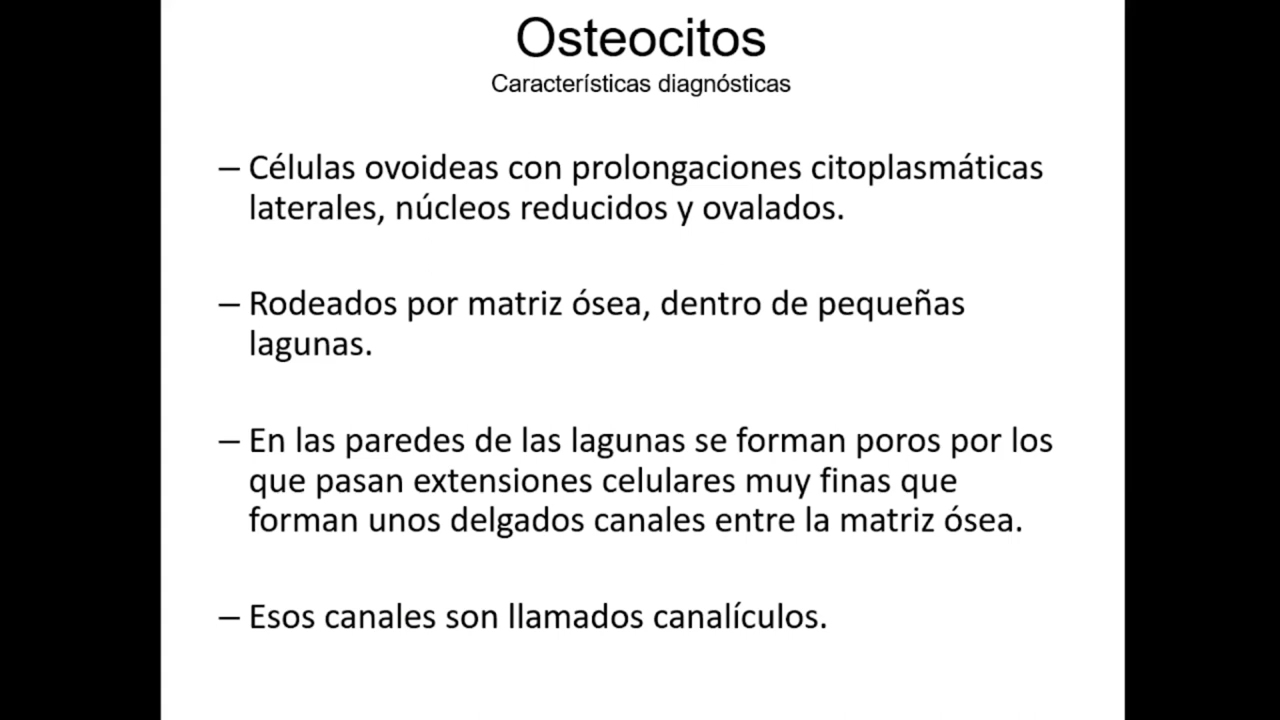 Osteocitos
Características diagnósticas
– Células ovoideas con prolongaciones citoplasmáticas
laterales, núcleos reducidos y ovalados.
– Rodeados por matriz ósea, dentro de pequeñas
lagunas.
– En las paredes de las lagunas se forman poros por los
que pasan extensiones celulares muy finas que
forman unos delgados canales entre la matriz ósea.
– Esos canales son llamados canalículos.